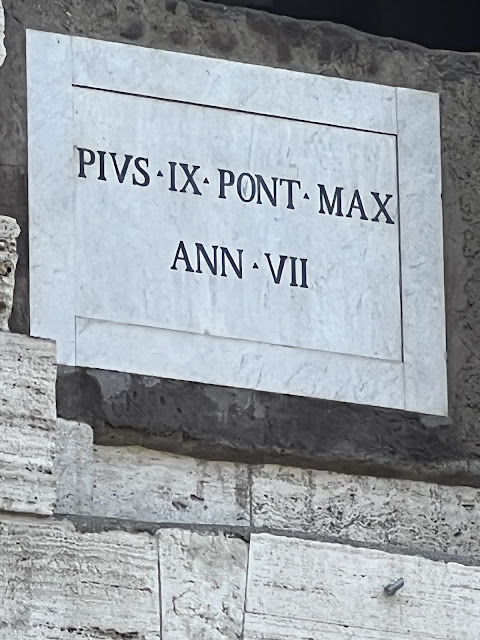 PIVS · IX · PONT · MAX
ANN · VII